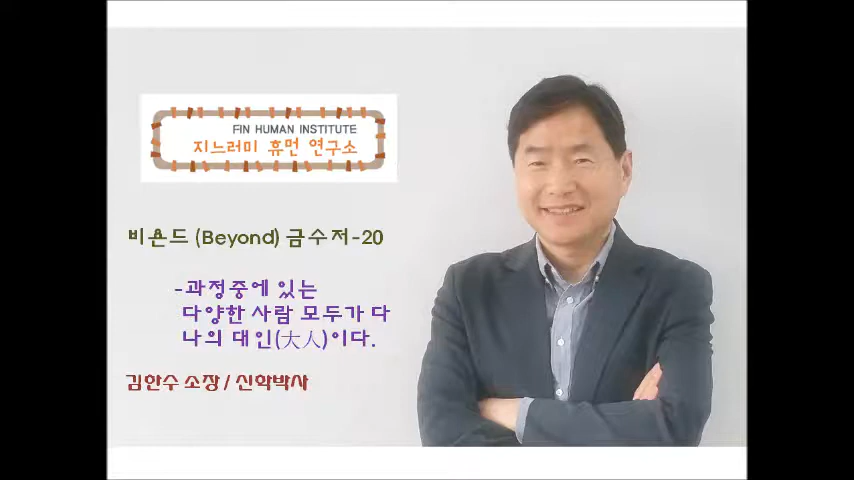 FIN HUMAN INSTITUTE
지느러미 휴먼 연구소
비욘드 (Beyond) 금수저-20
-과정중에 있는
다양한 사람 모두가 다
나의 대인(大人)이다.
김한수 소장 / 신학박사